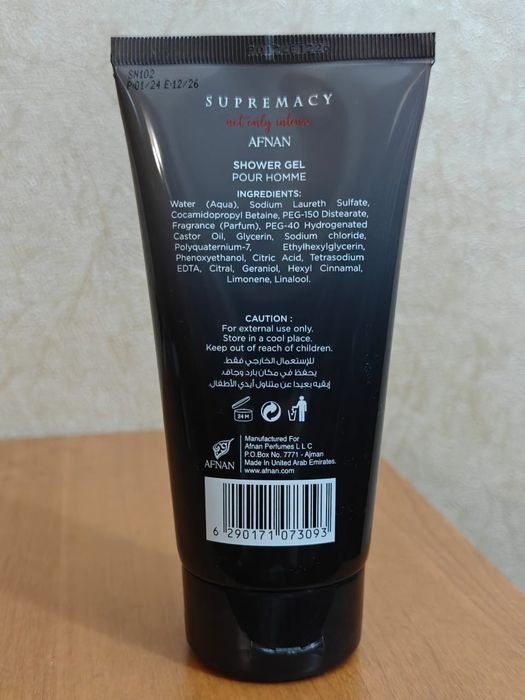 SN102
P:01/24 E:12/26
SUPREMACY
not only intense
AFNAN
SHOWER GEL
POUR HOMME
INGREDIENTS:
Water (Aqua), Sodium Laureth Sulfate,
Cocamidopropyl Betaine, PEG-150 Distearate,
Fragrance (Parfum), PEG-40 Hydrogenated
Castor Oil, Glycerin, Sodium chloride,
Polyquaternium-7, Ethylhexylglycerin,
Phenoxyethanol, Citric Acid, Tetrasodium
EDTA, Citral, Geraniol, Hexyl Cinnamal,
Limonene, Linalool.
CAUTION :
For external use only.
Store in a cool place.
Keep out of reach of children.
للإستعمال الخارجي فقط.
يحفظ في مكان بارد وجاف.
إبقيه بعيدا عن متناول أيدي الأطفال.
24 M
AFNAN
Manufactured For
Afnan Perfumes L L C
P.O.Box No. 7771 - Ajman
Made In United Arab Emirates.
www.afnan.com
6 290171 073093